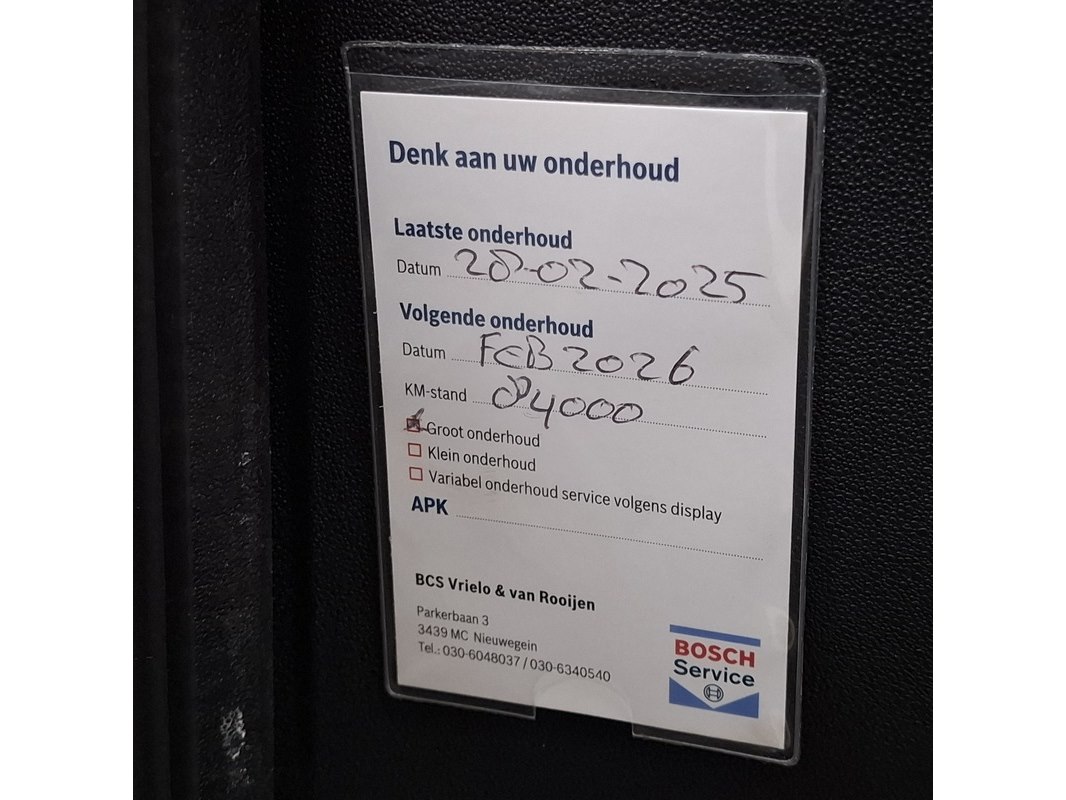 Denk aan uw onderhoud
Laatste onderhoud
Datum 28-02-2025
Volgende onderhoud
Datum FEB 2026
KM-stand 84000
Groot onderhoud
Klein onderhoud
Variabel onderhoud service volgens display
APK
BCS Vrielo & van Rooijen
Parkerbaan 3
3439 MC Nieuwegein
Tel.: 030-6048037 / 030-6340540
BOSCH
Service